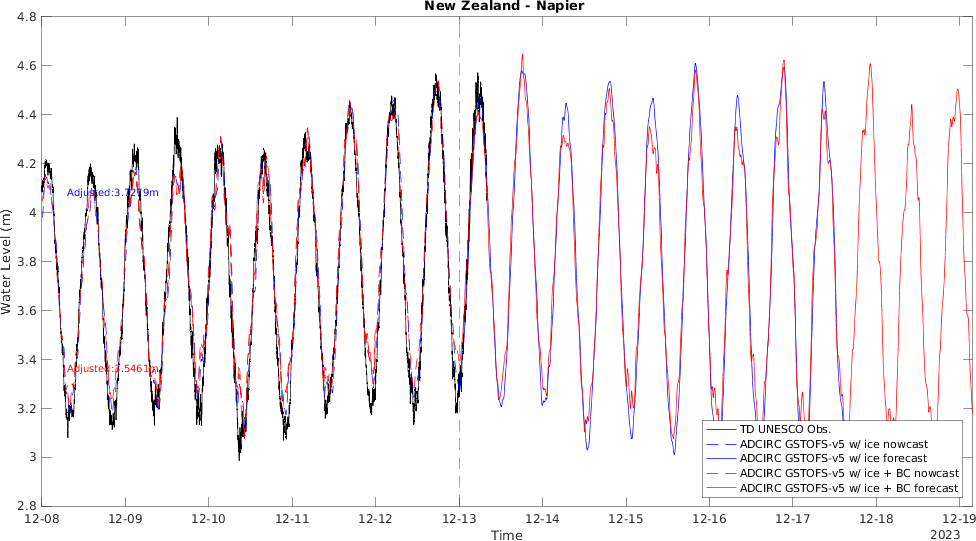 New Zealand - Napier
4.8
4.6
4.4
4.2
4
3.8
3.6
3.4
3.2
3
2.8
Water Level (m)
Adjusted:3.7279m
Adjusted:3.5461m
TD UNESCO Obs.
ADCIRC GSTOFS-v5 w/ ice nowcast
ADCIRC GSTOFS-v5 w/ ice forecast
ADCIRC GSTOFS-v5 w/ ice + BC nowcast
ADCIRC GSTOFS-v5 w/ ice + BC forecast
12-08 12-09 12-10 12-11 12-12 12-13 12-14 12-15 12-16 12-17 12-18 12-19
Time
2023